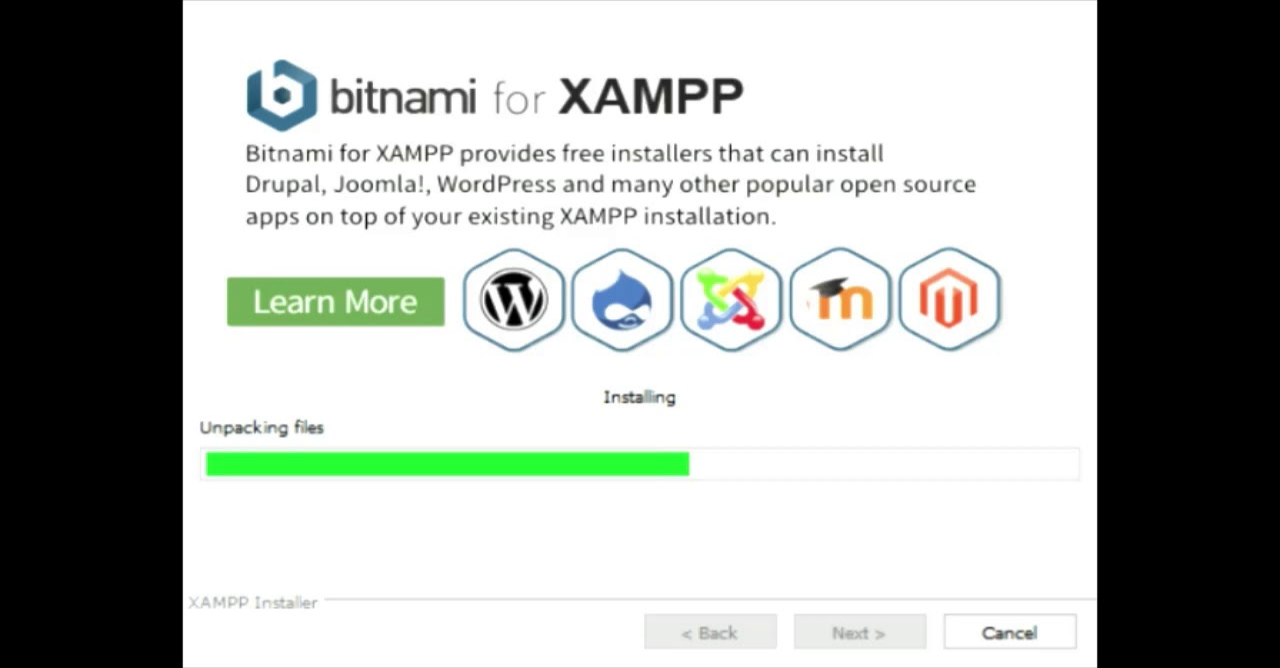 bitnami for XAMPP
Bitnami for XAMPP provides free installers that can install
Drupal, Joomla!, WordPress and many other popular open source
apps on top of your existing XAMPP installation.
Learn More
Installing
Unpacking files
XAMPP Installer
< Back
Next >
Cancel